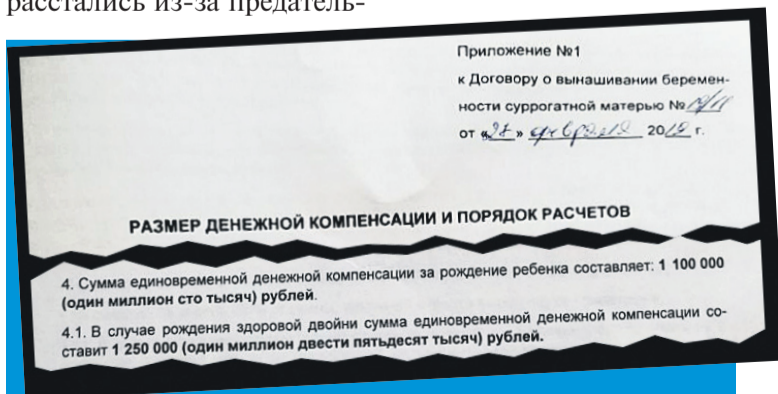 расстались из-за предатель-
Приложение №1
к Договору о вынашивании беремен-
ности суррогатной матерью №
от «27» февраля 20 г.
РАЗМЕР ДЕНЕЖНОЙ КОМПЕНСАЦИИ И ПОРЯДОК РАСЧЕТОВ
4. Сумма единовременной денежной компенсации за рождение ребенка составляет: 1 100 000
(один миллион сто тысяч) рублей.
4.1. В случае рождения здоровой двойни сумма единовременной денежной компенсации со-
ставит 1 250 000 (один миллион двести пятьдесят тысяч) рублей.